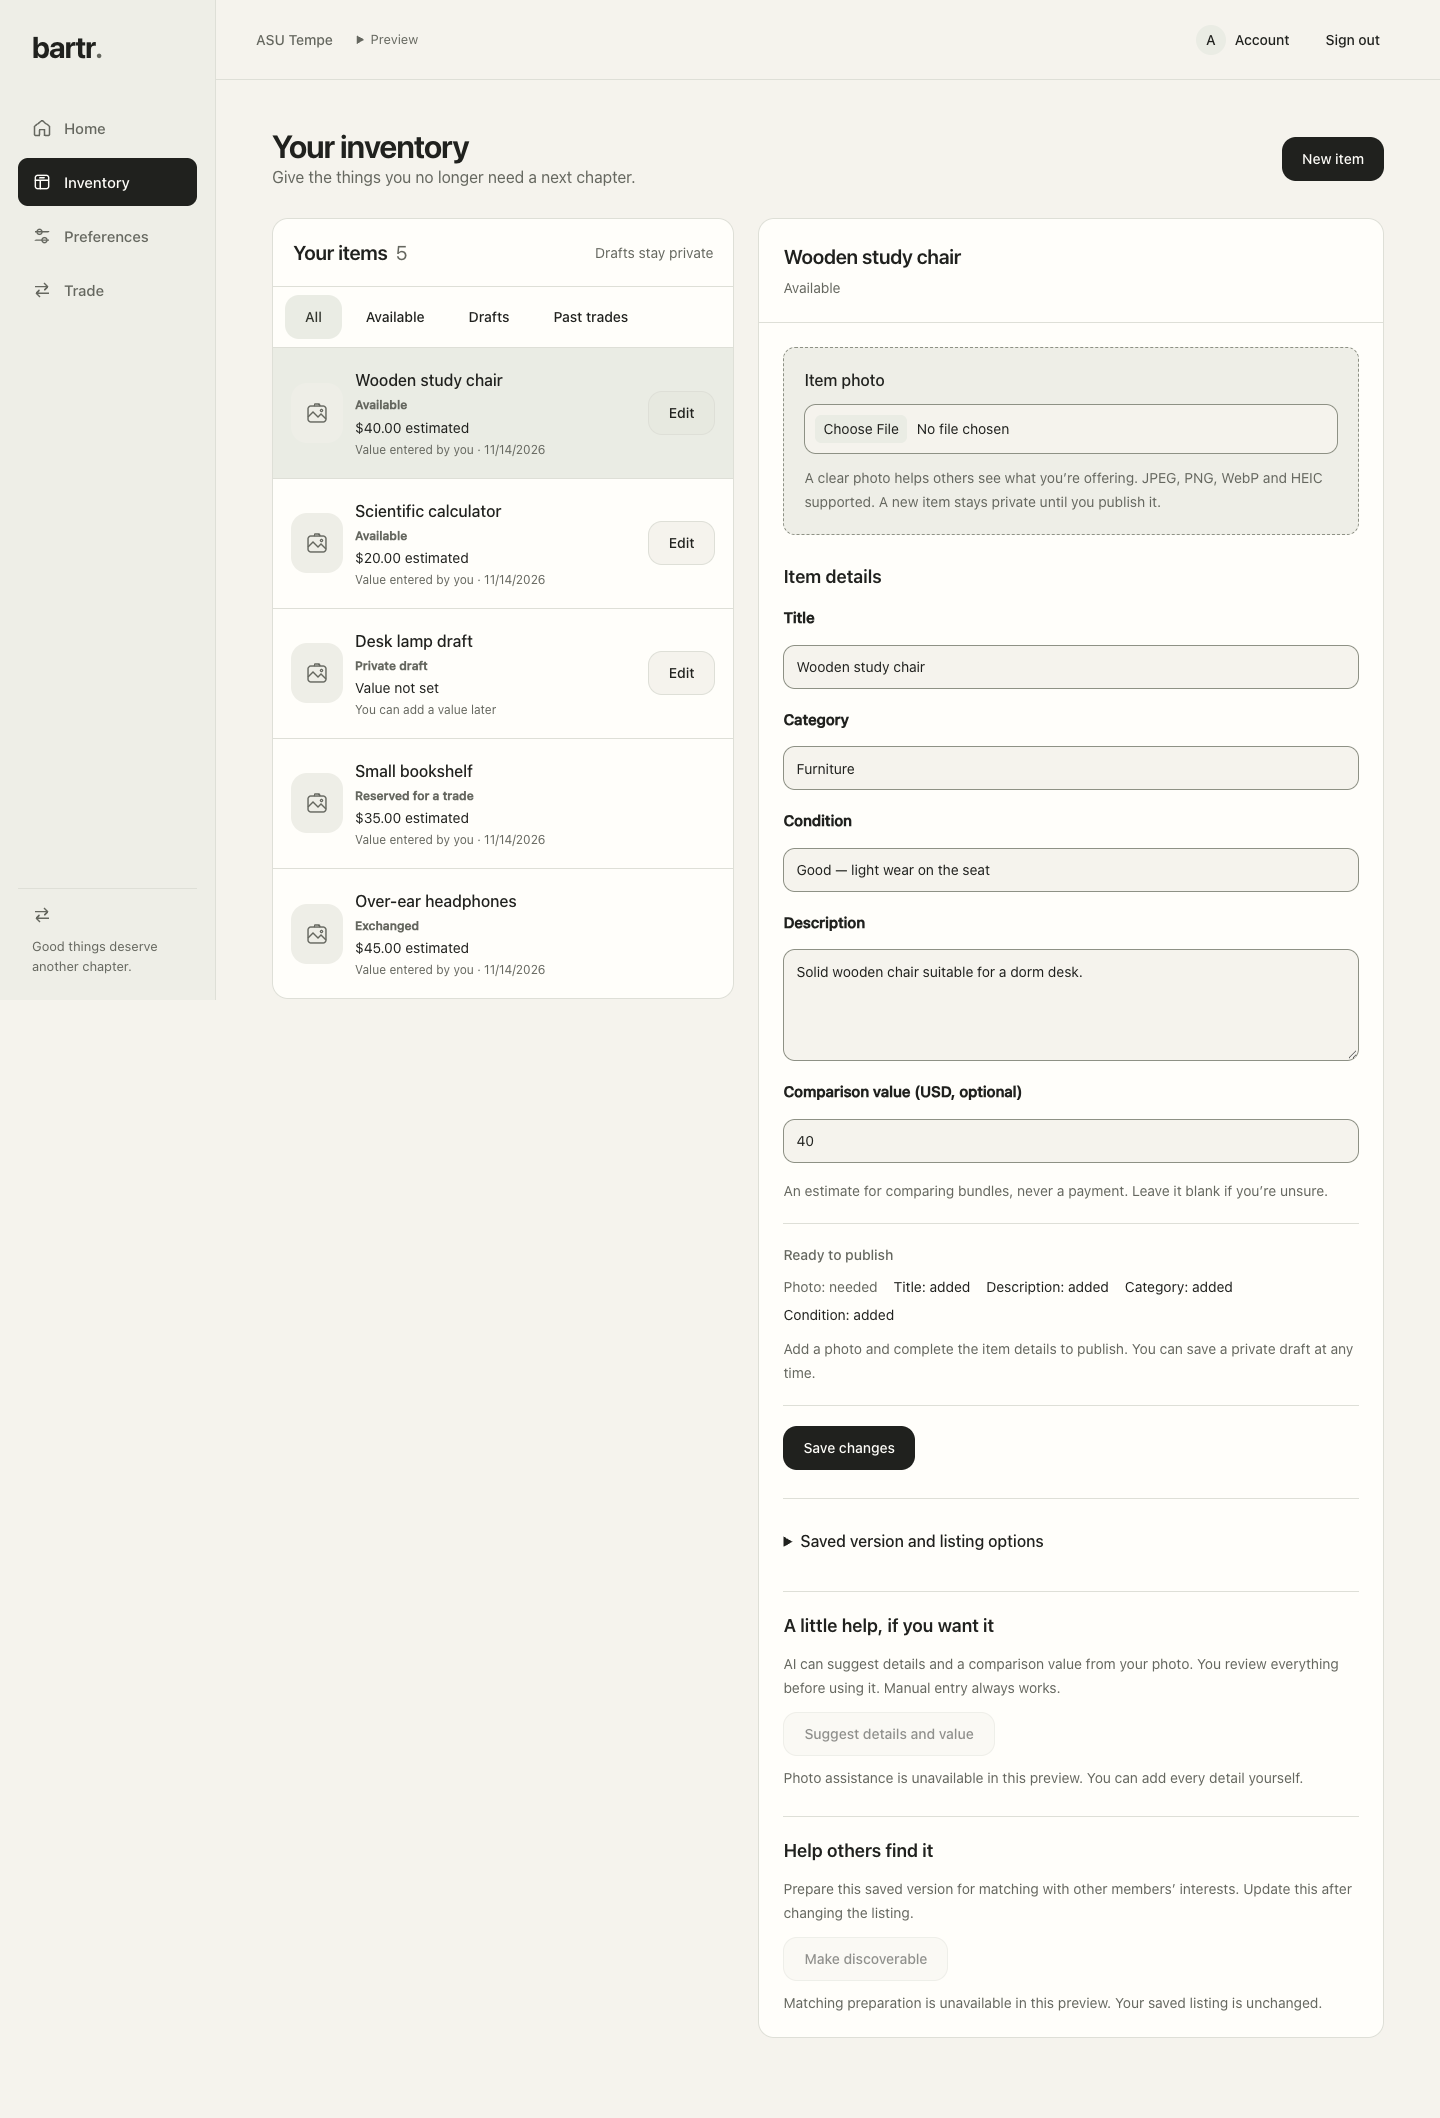 bartr.
Home
Inventory
Preferences
Trade
Good things deserve
another chapter.
ASU Tempe
Preview
A
Account
Sign out
Your inventory
Give the things you no longer need a next chapter.
New item
Your items 5
Drafts stay private
All
Available
Drafts
Past trades
Wooden study chair
Available
$40.00 estimated
Value entered by you · 11/14/2026
Edit
Scientific calculator
Available
$20.00 estimated
Value entered by you · 11/14/2026
Edit
Desk lamp draft
Private draft
Value not set
You can add a value later
Edit
Small bookshelf
Reserved for a trade
$35.00 estimated
Value entered by you · 11/14/2026
Over-ear headphones
Exchanged
$45.00 estimated
Value entered by you · 11/14/2026
Wooden study chair
Available
Item photo
Choose File No file chosen
A clear photo helps others see what you’re offering. JPEG, PNG, WebP and HEIC
supported. A new item stays private until you publish it.
Item details
Title
Wooden study chair
Category
Furniture
Condition
Good — light wear on the seat
Description
Solid wooden chair suitable for a dorm desk.
Comparison value (USD, optional)
40
An estimate for comparing bundles, never a payment. Leave it blank if you’re unsure.
Ready to publish
Photo: needed Title: added Description: added Category: added
Condition: added
Add a photo and complete the item details to publish. You can save a private draft at any
time.
Save changes
Saved version and listing options
A little help, if you want it
AI can suggest details and a comparison value from your photo. You review everything
before using it. Manual entry always works.
Suggest details and value
Photo assistance is unavailable in this preview. You can add every detail yourself.
Help others find it
Prepare this saved version for matching with other members’ interests. Update this after
changing the listing.
Make discoverable
Matching preparation is unavailable in this preview. Your saved listing is unchanged.